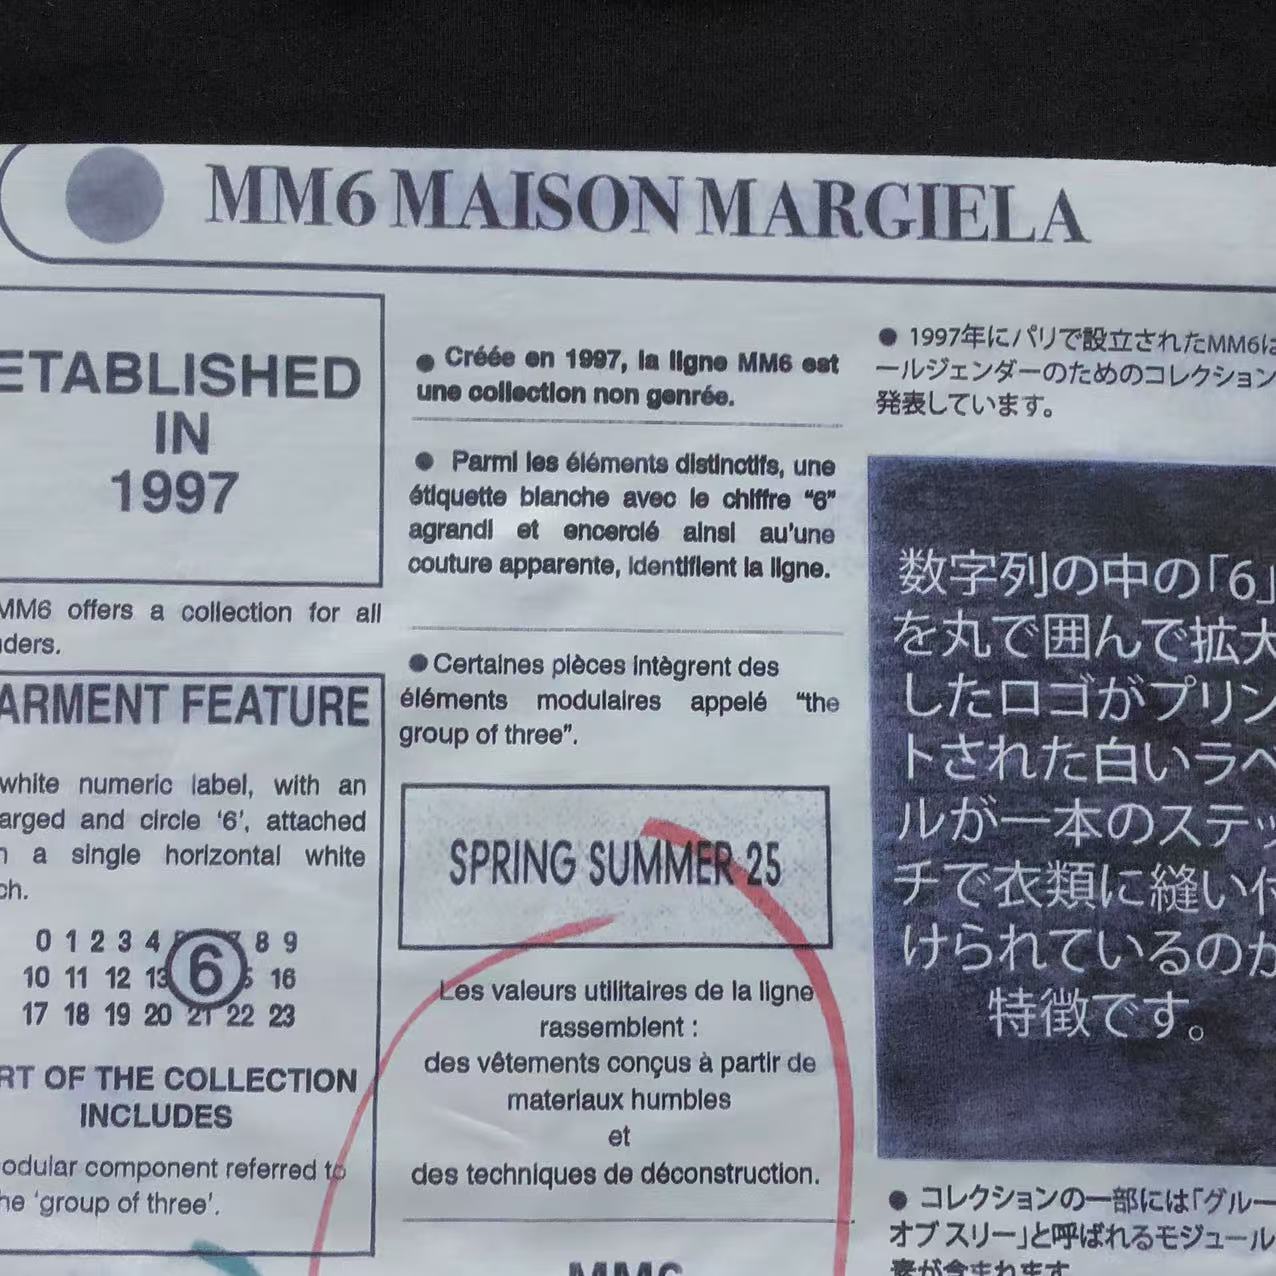 MM6 MAISON MARGIELA
ETABLISHED
IN
1997
MM6 offers a collection for all
ARMENT FEATURE
white numeric label, with an
arged and circle ‘6’, attached
a single horizontal white
0 1 2 3 4 8 9
6
10 11 12 13 16
17 18 19 20 21 22 23
RT OF THE COLLECTION
INCLUDES
odular component referred to
he ‘group of three’.
● Créée en 1997, la ligne MM6 est
une collection non genrée.
● Parmi les éléments distinctifs, une
étiquette blanche avec le chiffre “6”
agrandi et encerclé ainsi au'une
couture apparente, identifient la ligne.
● Certaines pièces intègrent des
éléments modulaires appelé “the
group of three”.
SPRING SUMMER 25
Les valeurs utilitaires de la ligne
rassemblent :
des vêtements conçus à partir de
materiaux humbles
et
des techniques de déconstruction.
MM6
● 1997年にパリで設立されたMM6は
ールジェンダーのためのコレクション
発表しています。
数字列の中の「6」
を丸で囲んで拡大
したロゴがプリン
トされた白いラベ
ルが一本のステッ
チで衣類に縫い付
けられているのが
特徴です。
● コレクションの一部には「グルー
オブ スリー」と呼ばれるモジュール
素が含まれます